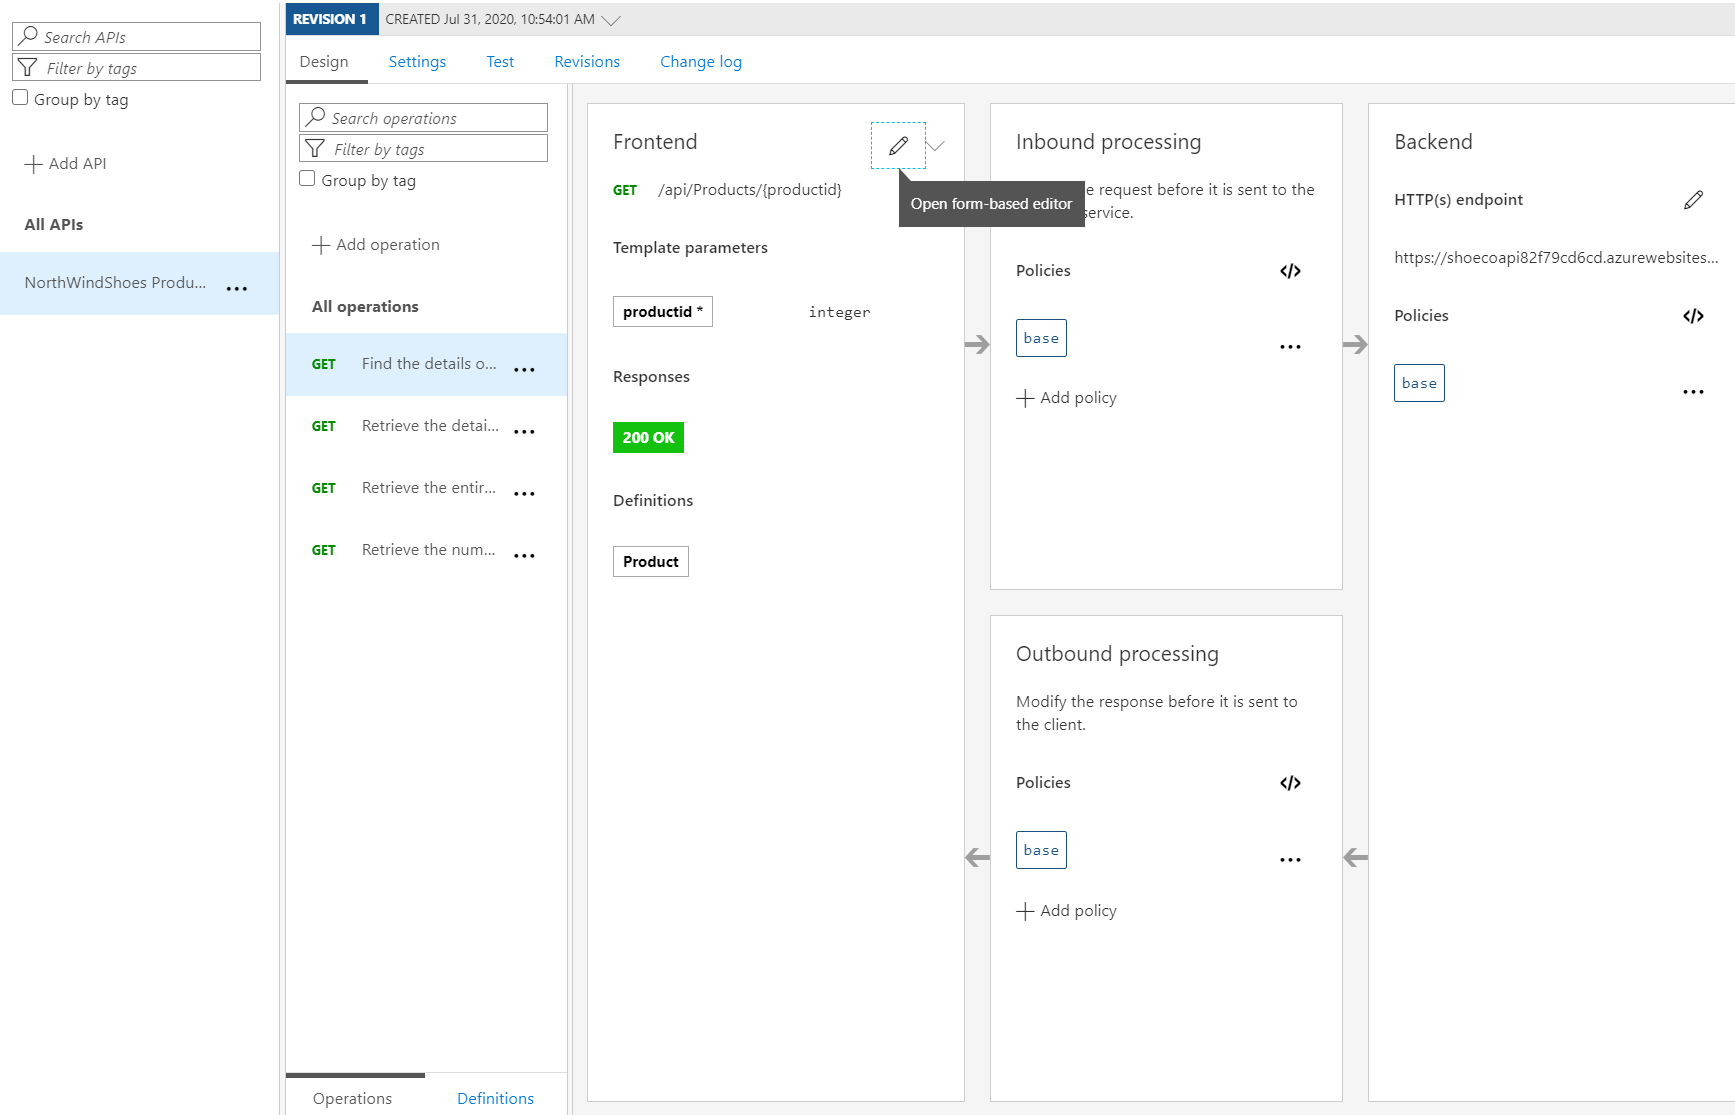 Search APIs
Filter by tags
Group by tag
Add API
All APIs
NorthWindShoes Produ... ...
REVISION 1 CREATED Jul 31, 2020, 10:54:01 AM
Design Settings Test Revisions Change log
Search operations
Filter by tags
Group by tag
Add operation
All operations
GET Find the details o... ...
GET Retrieve the detai... ...
GET Retrieve the entir... ...
GET Retrieve the num... ...
Operations Definitions
Frontend
GET /api/Products/{productid}
Open form-based editor
Template parameters
productid * integer
Responses
200 OK
Definitions
Product
Inbound processing
e request before it is sent to the
service.
Policies </>
base ...
Add policy
Outbound processing
Modify the response before it is sent to
the client.
Policies </>
base ...
Add policy
Backend
HTTP(s) endpoint
https://shoecoapi82f79cd6cd.azurewebsites...
Policies </>
base ...